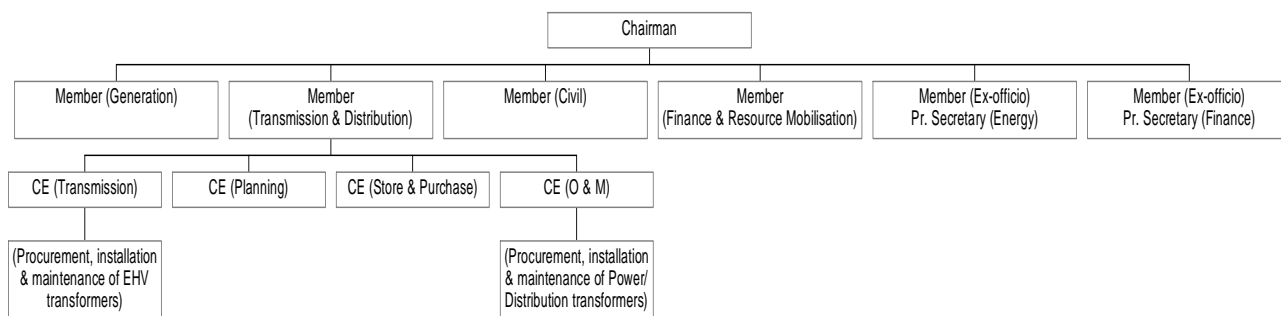 Chairman
Member (Generation)
Member
(Transmission & Distribution)
Member (Civil)
Member
(Finance & Resource Mobilisation)
Member (Ex-officio)
Pr. Secretary (Energy)
Member (Ex-officio)
Pr. Secretary (Finance)
CE (Transmission)
CE (Planning)
CE (Store & Purchase)
CE (O & M)
(Procurement, installation
& maintenance of EHV
transformers)
(Procurement, installation
& maintenance of Power/
Distribution transformers)